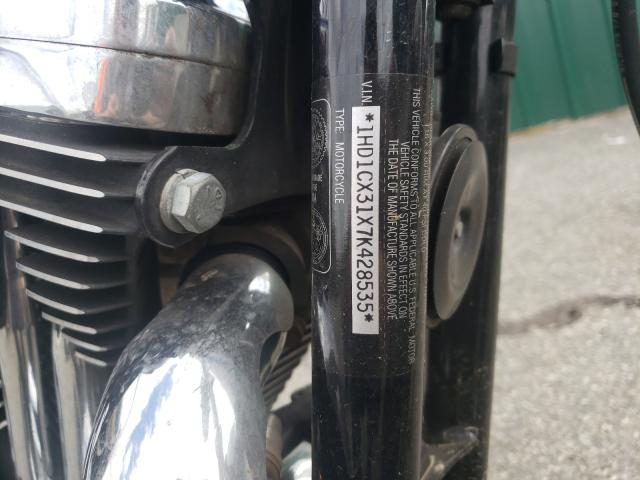 THIS VEHICLE CONFORMS TO ALL APPLICABLE U.S. FEDERAL MOTOR
VEHICLE SAFETY STANDARDS IN EFFECT ON
THE DATE OF MANUFACTURE SHOWN ABOVE
V.I.N.
*1HD1CX31X7K428535*
TYPE: MOTORCYCLE